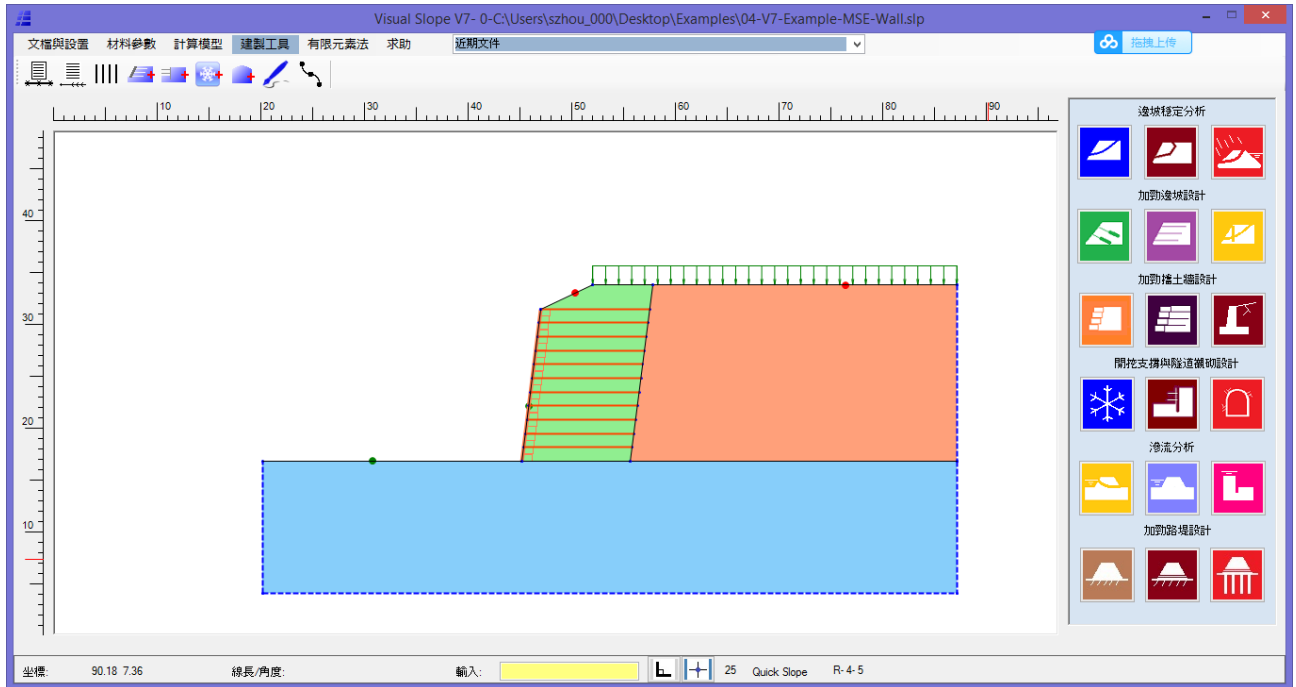 Visual Slope V7- 0-C:\Users\szhou_000\Desktop\Examples\04-V7-Example-MSE-Wall.slp
文檔與設置 材料參數 計算模型 建製工具 有限元素法 求助 近期文件 拖拽上传
10 20 30 40 50 60 70 80 90
40
30
20
10
邊坡穩定分析
加勁邊坡設計
加勁擋土牆設計
開挖支撐與隧道襯砌設計
滲流分析
加勁路堤設計
坐標: 90.18 7.36 線長/角度: 輸入: 25 Quick Slope R- 4- 5